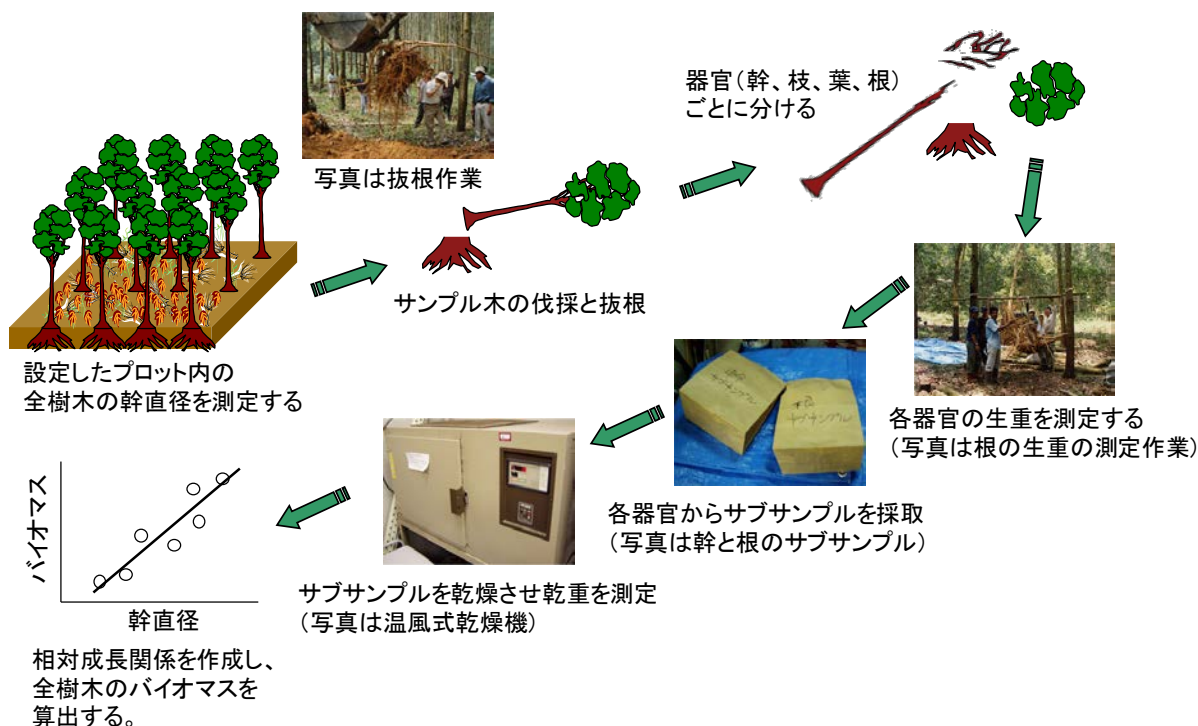 写真は抜根作業
器官（幹、枝、葉、根）
ごとに分ける
サンプル木の伐採と抜根
設定したプロット内の
全樹木の幹直径を測定する
各器官の生重を測定する
（写真は根の生重の測定作業）
各器官からサブサンプルを採取
（写真は幹と根のサブサンプル）
サブサンプルを乾燥させ乾重を測定
（写真は温風式乾燥機）
バイオマス
幹直径
相対成長関係を作成し、
全樹木のバイオマスを
算出する。